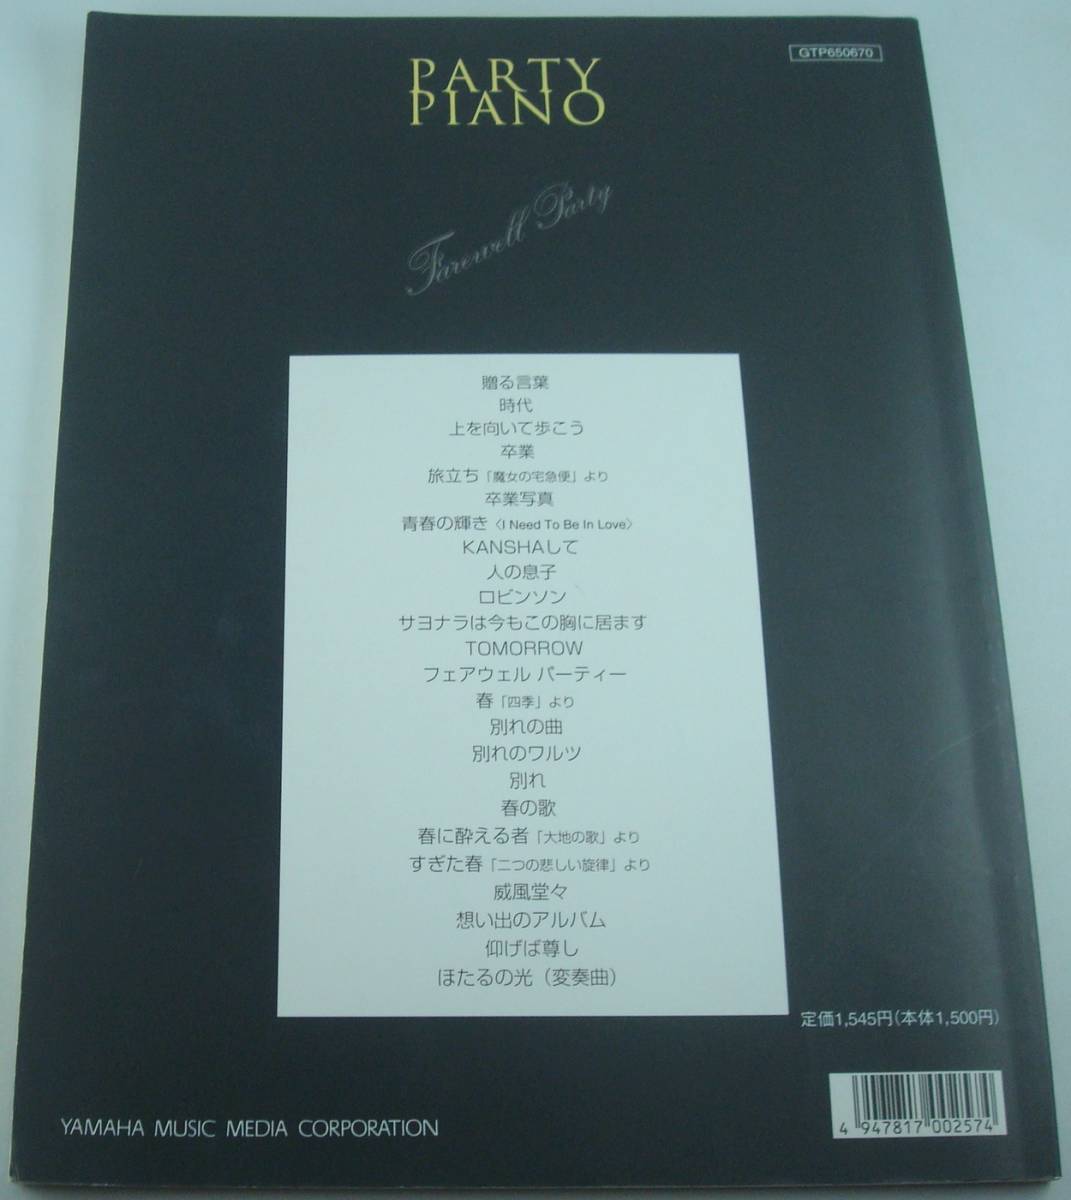 GTP650670
PARTY
PIANO
Farewell Party
贈る言葉
時代
上を向いて歩こう
卒業
旅立ち「魔女の宅急便」より
卒業写真
青春の輝き〈I Need To Be In Love〉
KANSHAして
人の息子
ロビンソン
サヨナラは今もこの胸に居ます
TOMORROW
フェアウェル パーティー
春「四季」より
別れの曲
別れのワルツ
別れ
春の歌
春に酔える者「大地の歌」より
すぎた春「二つの悲しい旋律」より
威風堂々
想い出のアルバム
仰げば尊し
ほたるの光（変奏曲）
定価1,545円（本体1,500円）
YAMAHA MUSIC MEDIA CORPORATION
4 947817 002574